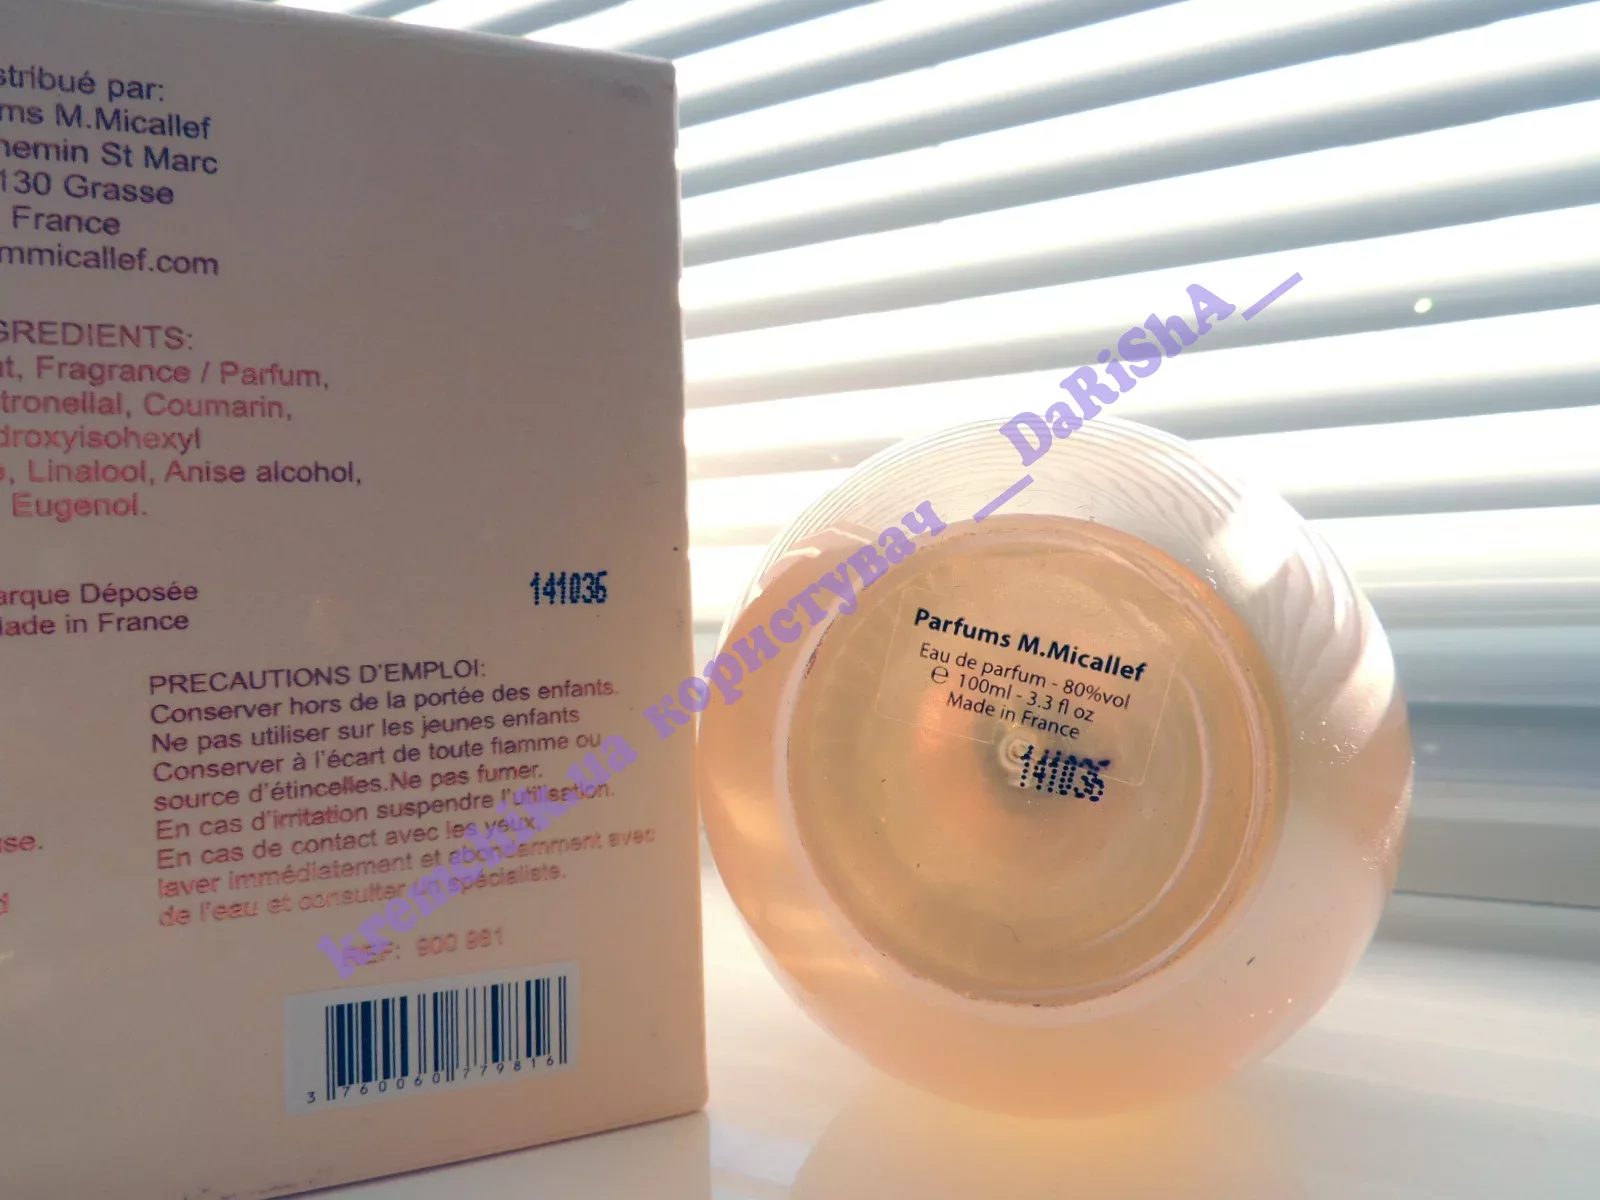 stribué par:
ms M.Micallef
hemin St Marc
130 Grasse
France
mmicallef.com
GREDIENTS:
t, Fragrance / Parfum,
tronellal, Coumarin,
droxyisohexyl
, Linalool, Anise alcohol,
Eugenol.
arque Déposée
ade in France
141036
PRECAUTIONS D'EMPLOI:
Conserver hors de la portée des enfants.
Ne pas utiliser sur les jeunes enfants
Conserver à l'écart de toute flamme ou
source d'étincelles.Ne pas fumer.
En cas d'irritation suspendre l'utilisation.
En cas de contact avec les yeux,
laver immédiatement et abondamment avec
de l'eau et consulter un spécialiste.
REF: 900 981
3 760060 779816
se.
d
Parfums M.Micallef
Eau de parfum - 80%vol
℮ 100ml - 3.3 fl oz
Made in France
141036
користувач __DaRiShA__